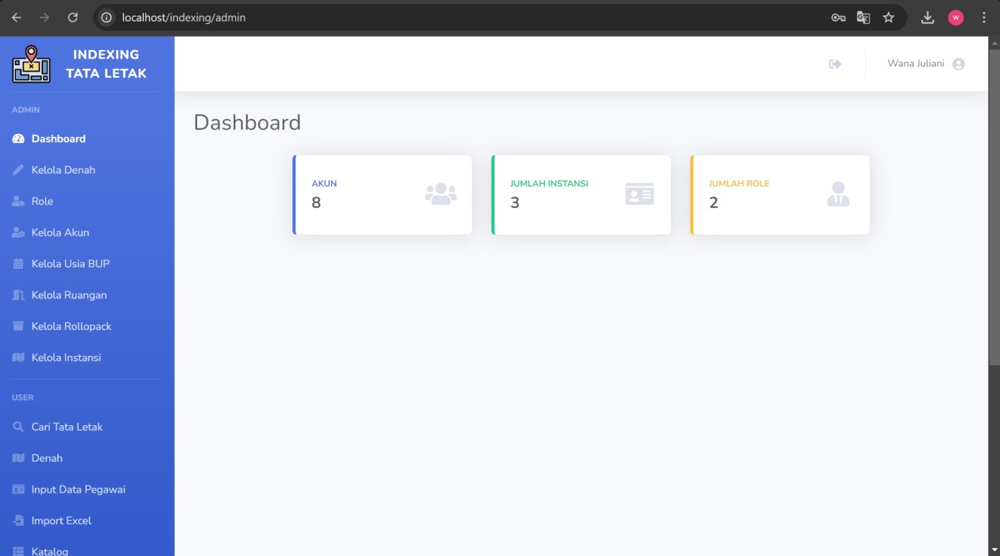 localhost/indexing/admin
W
INDEXING
TATA LETAK
ADMIN
Dashboard
Kelola Denah
Role
Kelola Akun
Kelola Usia BUP
Kelola Ruangan
Kelola Rollopack
Kelola Instansi
USER
Cari Tata Letak
Denah
Input Data Pegawai
Import Excel
Katalog
Wana Juliani
Dashboard
AKUN
8
JUMLAH INSTANSI
3
JUMLAH ROLE
2